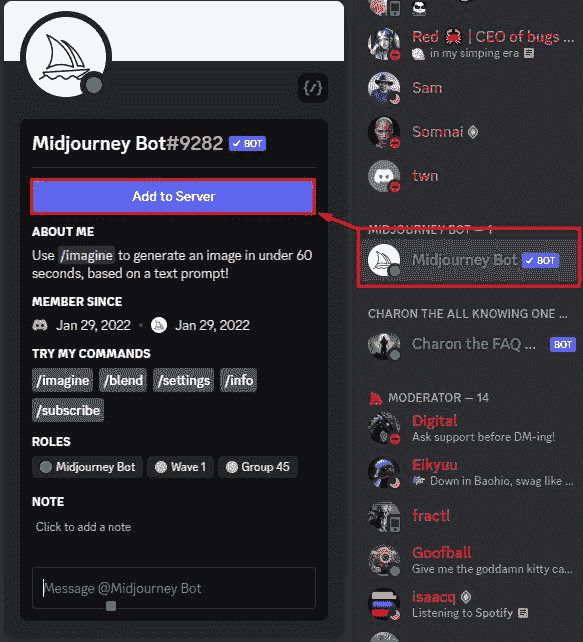 Midjourney Bot#9282 ✓ BOT
Add to Server
ABOUT ME
Use /imagine to generate an image in under 60
seconds, based on a text prompt!
MEMBER SINCE
Jan 29, 2022 • Jan 29, 2022
TRY MY COMMANDS
/imagine /blend /settings /info
/subscribe
ROLES
Midjourney Bot Wave 1 Group 45
NOTE
Click to add a note
Message @Midjourney Bot
Red 🦀 | CEO of bugs ...
in my simping era
Sam
Somnai
twn
MIDJOURNEY BOT — 1
Midjourney Bot ✓ BOT
CHARON THE ALL KNOWING ONE ...
Charon the FAQ ... BOT
MODERATOR — 14
Digital
Ask support before DM-ing!
Eikyuu
Down in Baohio, swag like ...
fractl
Goofball
Give me the goddamn kitty ca...
isaacq
Listening to Spotify